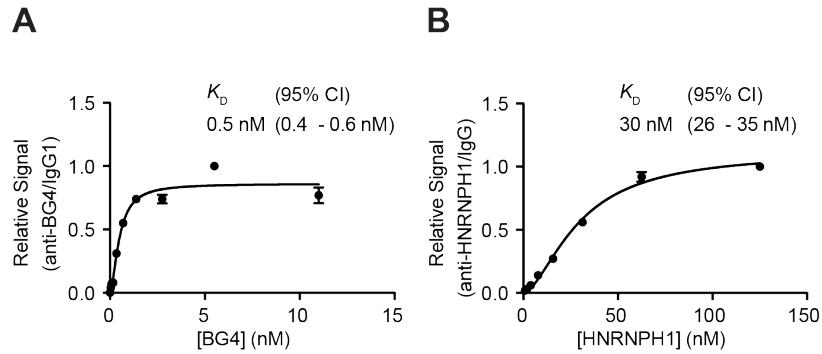 A
K_D (95% CI)
0.5 nM (0.4 - 0.6 nM)
Relative Signal
(anti-BG4/IgG1)
1.5
1.0
0.5
0.0
0 5 10 15
[BG4] (nM)
B
K_D (95% CI)
30 nM (26 - 35 nM)
Relative Signal
(anti-HNRNPH1/IgG)
1.5
1.0
0.5
0.0
0 50 100 150
[HNRNPH1] (nM)